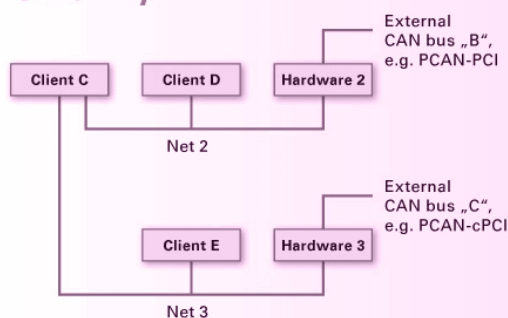 External
CAN bus „B“,
e.g. PCAN-PCI
Client C
Client D
Hardware 2
Net 2
External
CAN bus „C“,
e.g. PCAN-cPCI
Client E
Hardware 3
Net 3